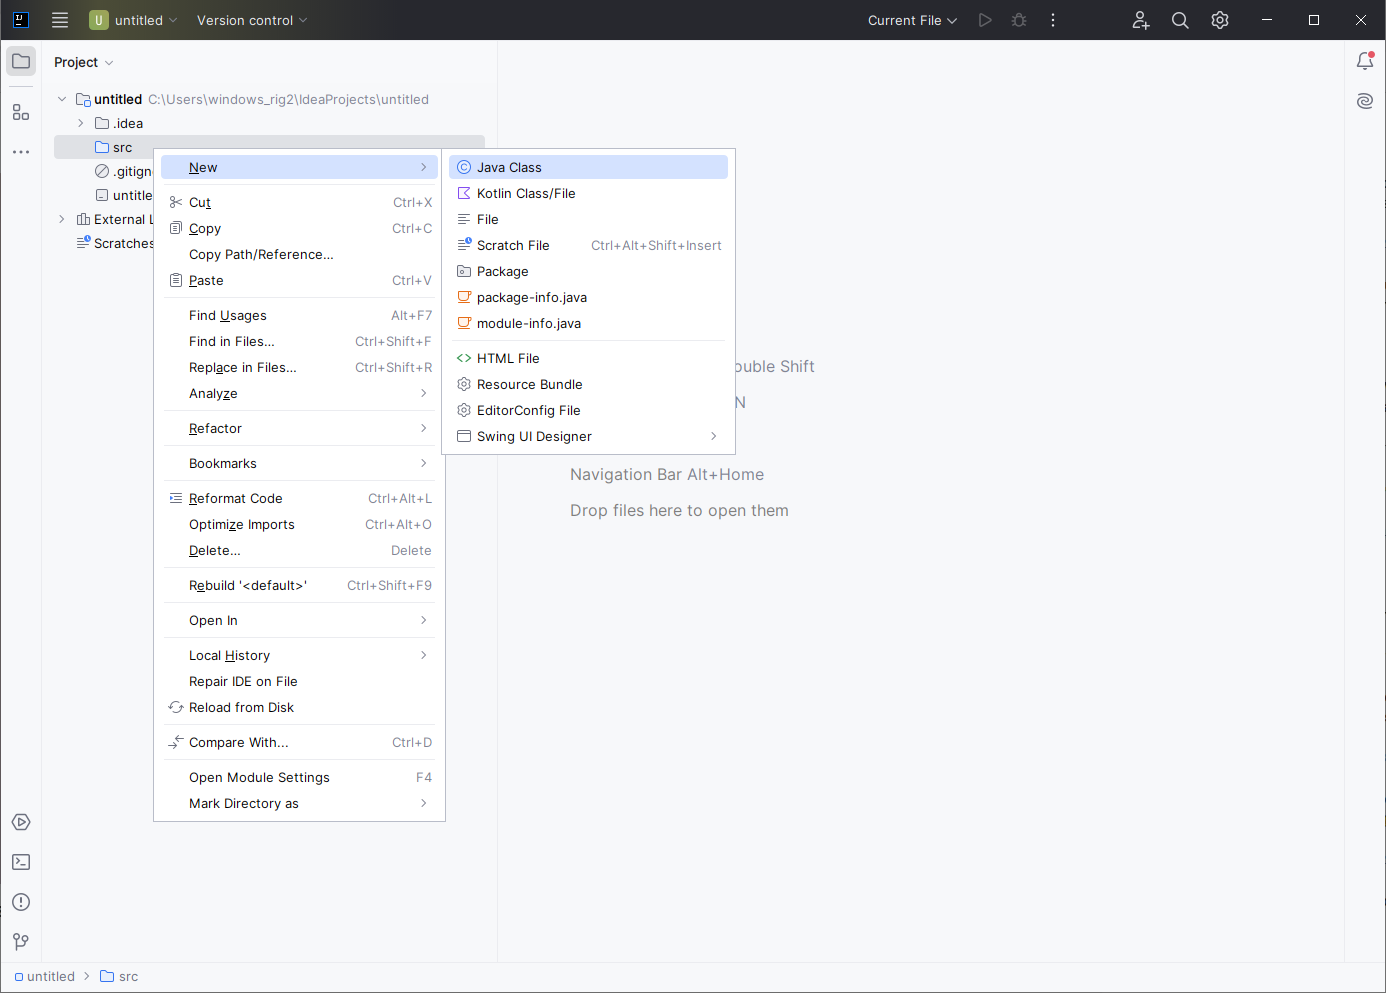 U untitled Version control Current File
Project
untitled C:\Users\windows_rig2\IdeaProjects\untitled
.idea
src
.gitign
untitle
External L
Scratches
New
Cut Ctrl+X
Copy Ctrl+C
Copy Path/Reference...
Paste Ctrl+V
Find Usages Alt+F7
Find in Files... Ctrl+Shift+F
Replace in Files... Ctrl+Shift+R
Analyze
Refactor
Bookmarks
Reformat Code Ctrl+Alt+L
Optimize Imports Ctrl+Alt+O
Delete... Delete
Rebuild '<default>' Ctrl+Shift+F9
Open In
Local History
Repair IDE on File
Reload from Disk
Compare With... Ctrl+D
Open Module Settings F4
Mark Directory as
Java Class
Kotlin Class/File
File
Scratch File Ctrl+Alt+Shift+Insert
Package
package-info.java
module-info.java
HTML File
Resource Bundle
EditorConfig File
Swing UI Designer
ouble Shift
N
Navigation Bar Alt+Home
Drop files here to open them
untitled src